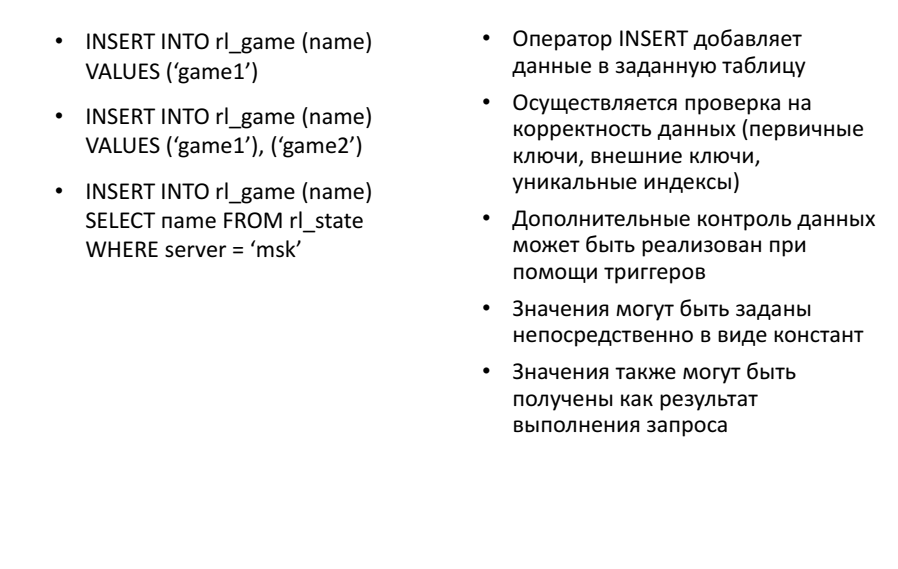 • INSERT INTO rl_game (name)
VALUES (‘game1’)
• INSERT INTO rl_game (name)
VALUES (‘game1’), (‘game2’)
• INSERT INTO rl_game (name)
SELECT name FROM rl_state
WHERE server = ‘msk’
• Оператор INSERT добавляет
данные в заданную таблицу
• Осуществляется проверка на
корректность данных (первичные
ключи, внешние ключи,
уникальные индексы)
• Дополнительные контроль данных
может быть реализован при
помощи триггеров
• Значения могут быть заданы
непосредственно в виде констант
• Значения также могут быть
получены как результат
выполнения запроса